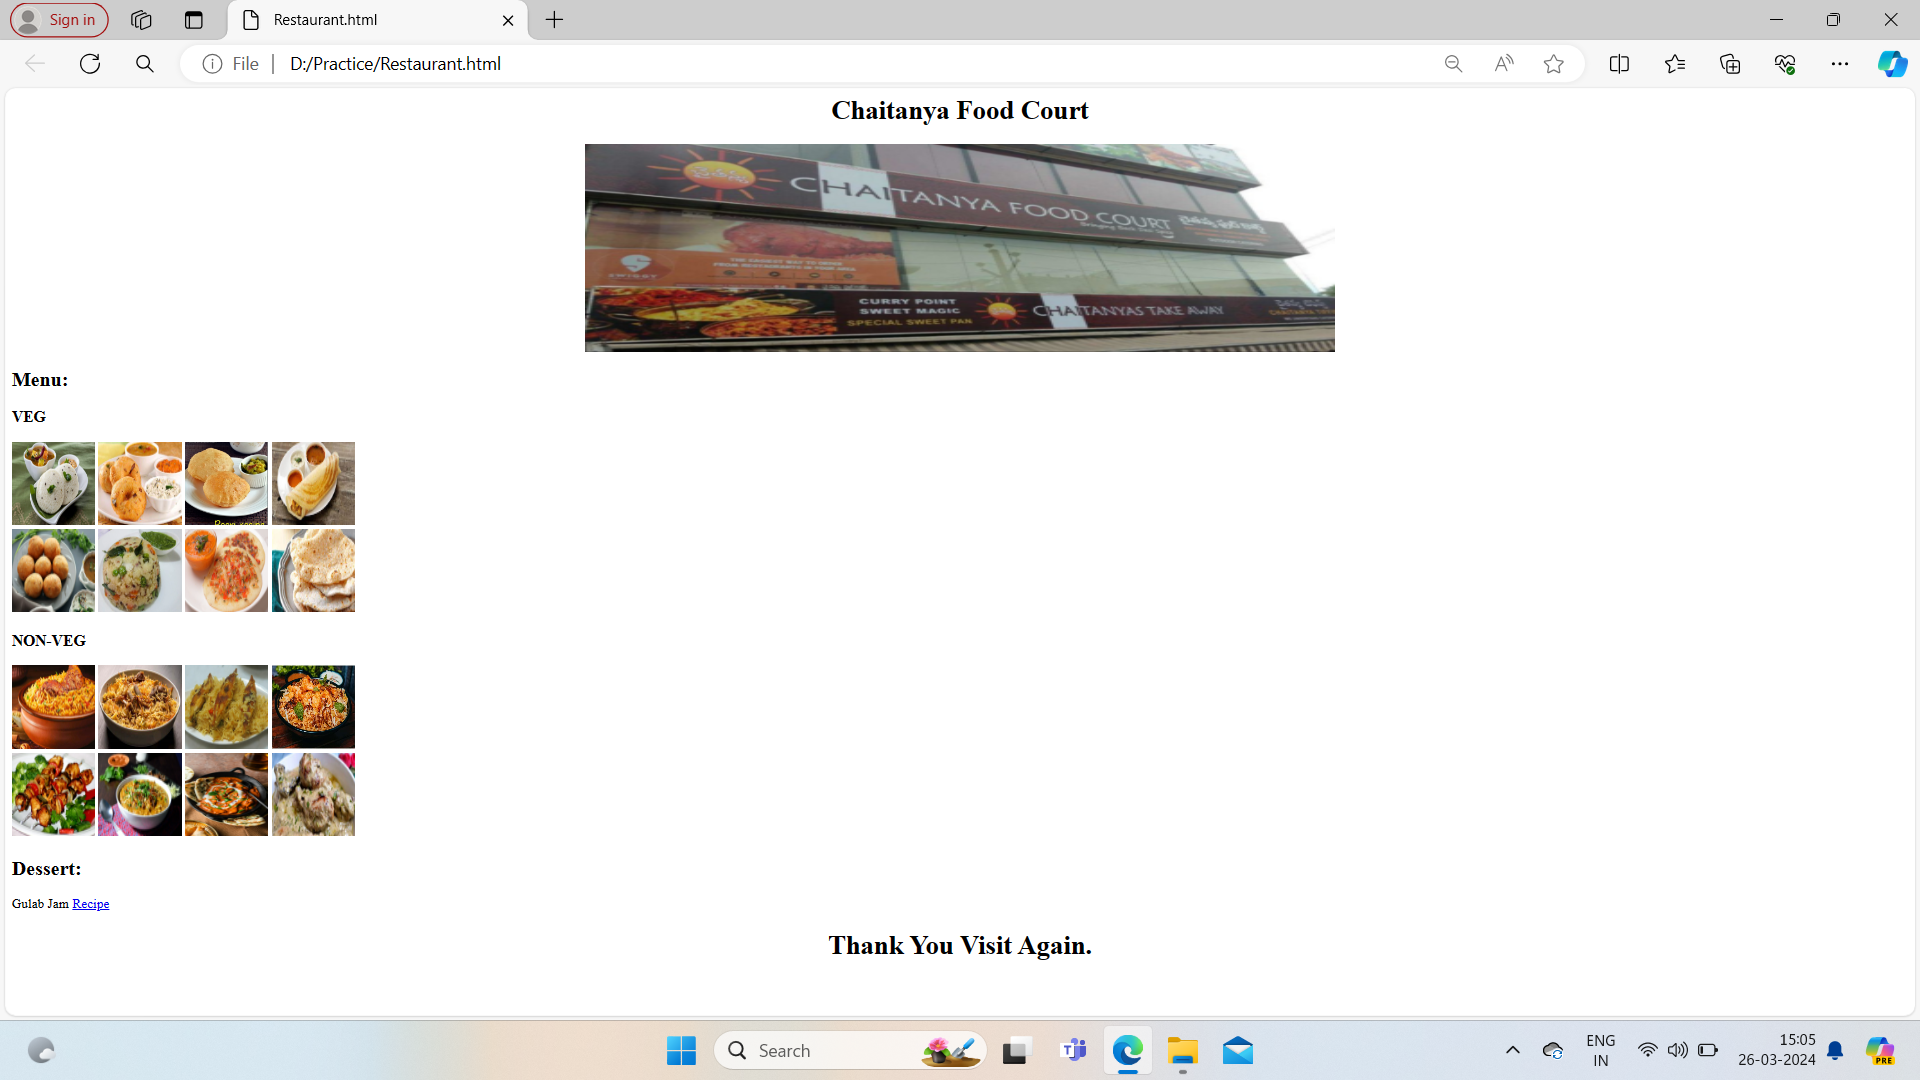 Sign in
Restaurant.html
File
D:/Practice/Restaurant.html
Chaitanya Food Court
CHAITANYA FOOD COURT
SWIGGY
CURRY POINT
SWEET MAGIC
SPECIAL SWEET PAN
CHAITANYAS TAKE AWAY
Menu:
VEG
NON-VEG
Dessert:
Gulab Jam Recipe
Thank You Visit Again.
Search
ENG
IN
15:05
26-03-2024
PRE